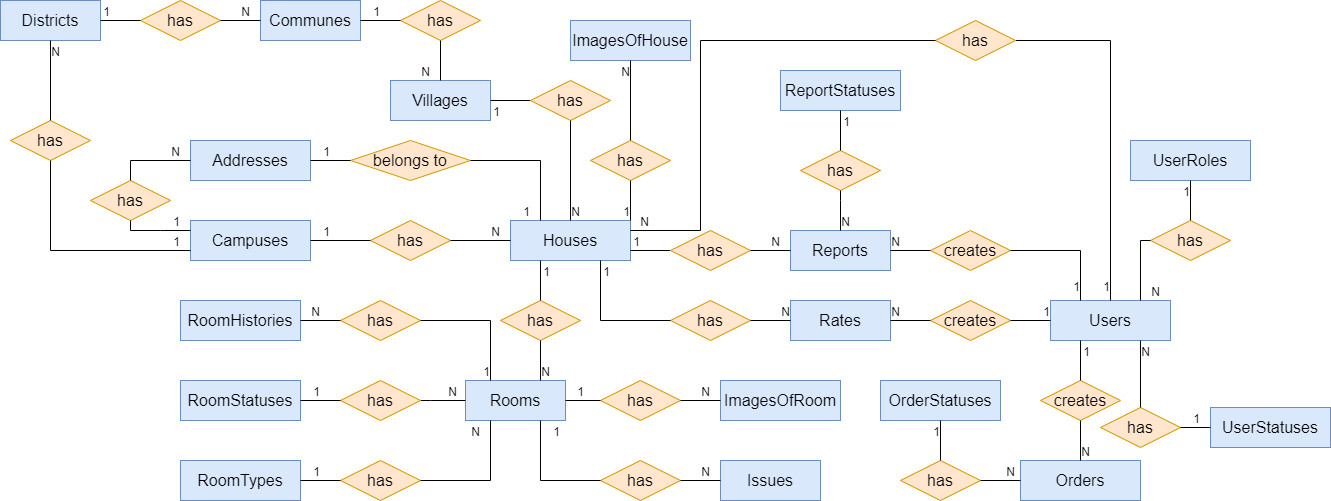 Districts 1 has N Communes 1 has
N
N
Villages 1 has
N
ImagesOfHouse
N
has
1
has
N
1
ReportStatuses
1
has
N
UserRoles
1
has
N
has
1
Addresses 1 belongs to
1
N
has
1
Campuses 1 has N Houses 1 has N Reports N creates
1
1
1
has N Rates N creates 1 Users
1
has
N
RoomHistories N has
1
RoomStatuses 1 has N Rooms 1 has N ImagesOfRoom
RoomTypes 1 has
N
1
has N Issues
OrderStatuses
1
has N Orders
1
creates
N
N
has 1 UserStatuses